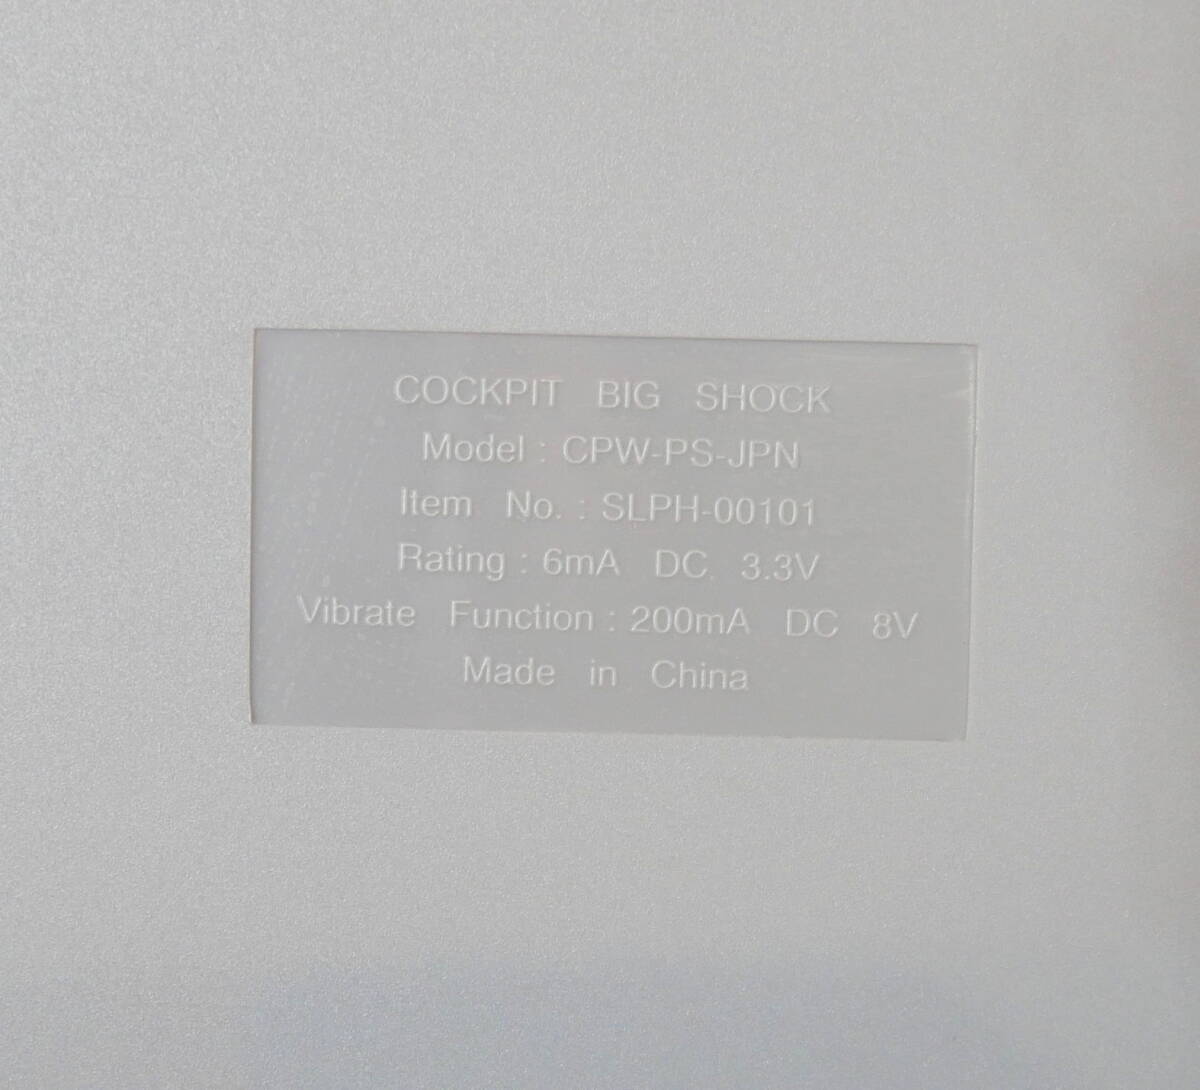 COCKPIT BIG SHOCK
Model : CPW-PS-JPN
Item No. : SLPH-00101
Rating : 6mA DC. 3.3V
Vibrate Function : 200mA DC 8V
Made in China